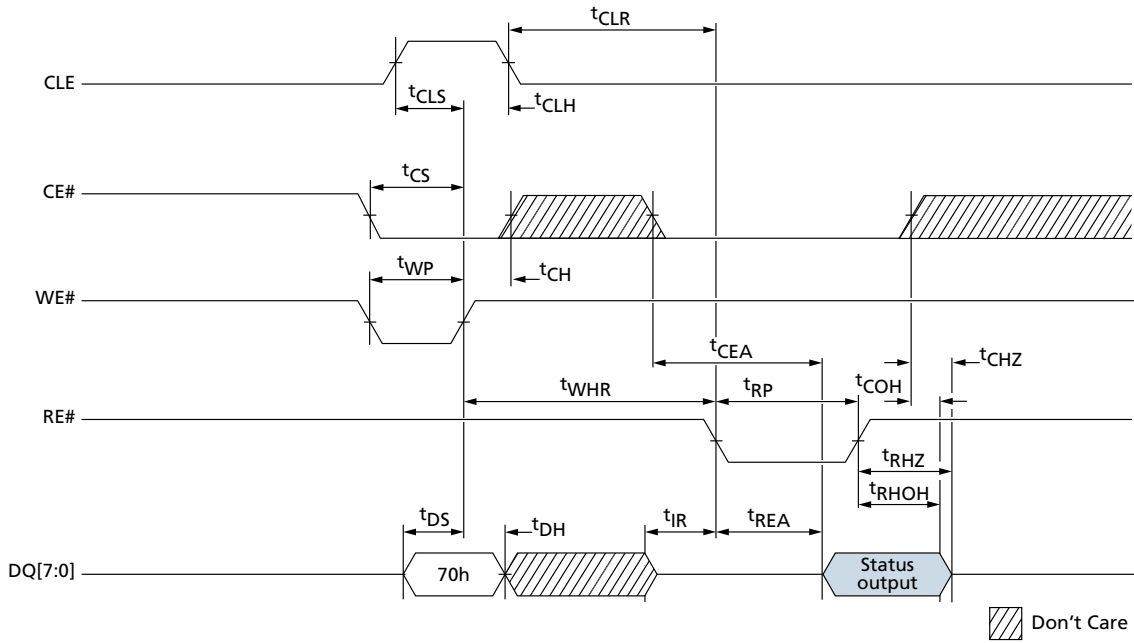 tCLR
CLE
tCLS
tCLH
tCS
CE#
tWP
tCH
WE#
tCEA
tCHZ
tWHR
tRP
tCOH
RE#
tRHZ
tRHOH
tDS
tDH
tIR
tREA
DQ[7:0]
70h
Status
output
Don't Care